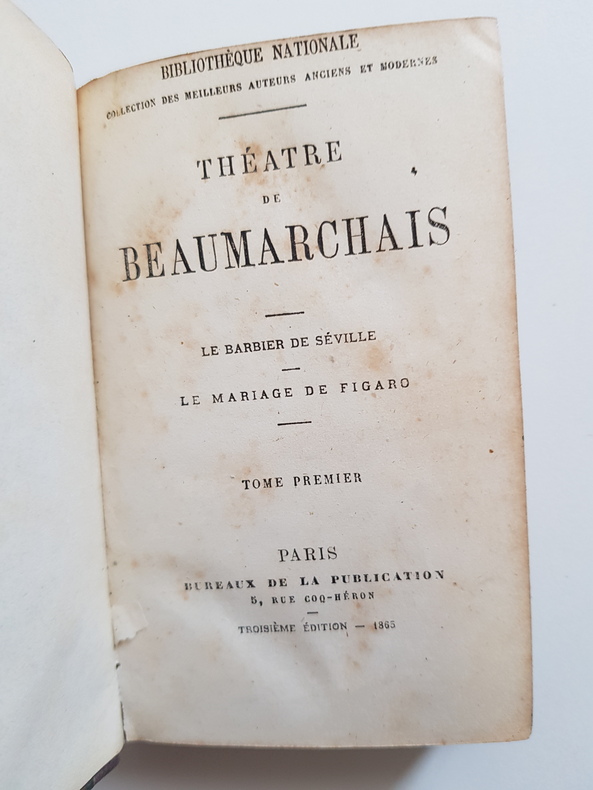 BIBLIOTHÈQUE NATIONALE
COLLECTION DES MEILLEURS AUTEURS ANCIENS ET MODERNES
THÉATRE
DE
BEAUMARCHAIS
LE BARBIER DE SÉVILLE
LE MARIAGE DE FIGARO
TOME PREMIER
PARIS
BUREAUX DE LA PUBLICATION
5, RUE COQ-HÉRON
TROISIÈME ÉDITION — 1865